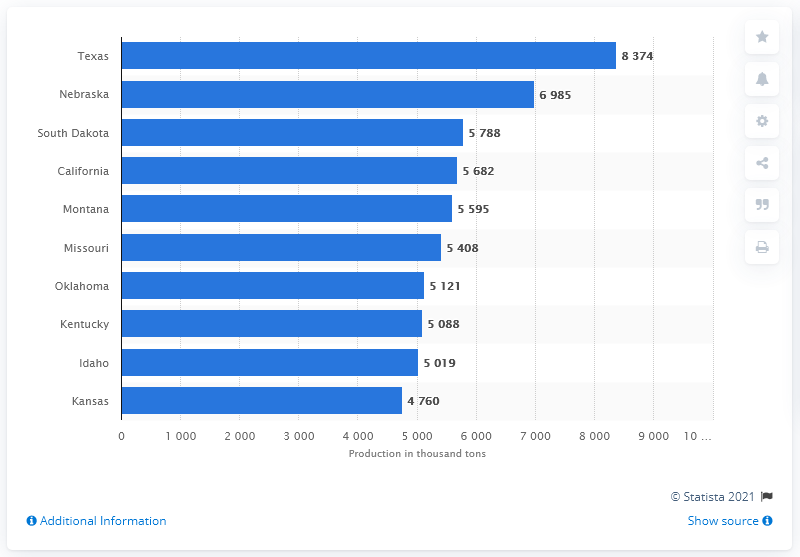 Texas 8 374
Nebraska 6 985
South Dakota 5 788
California 5 682
Montana 5 595
Missouri 5 408
Oklahoma 5 121
Kentucky 5 088
Idaho 5 019
Kansas 4 760
0 1 000 2 000 3 000 4 000 5 000 6 000 7 000 8 000 9 000 10 ...
Production in thousand tons
© Statista 2021
Additional Information Show source